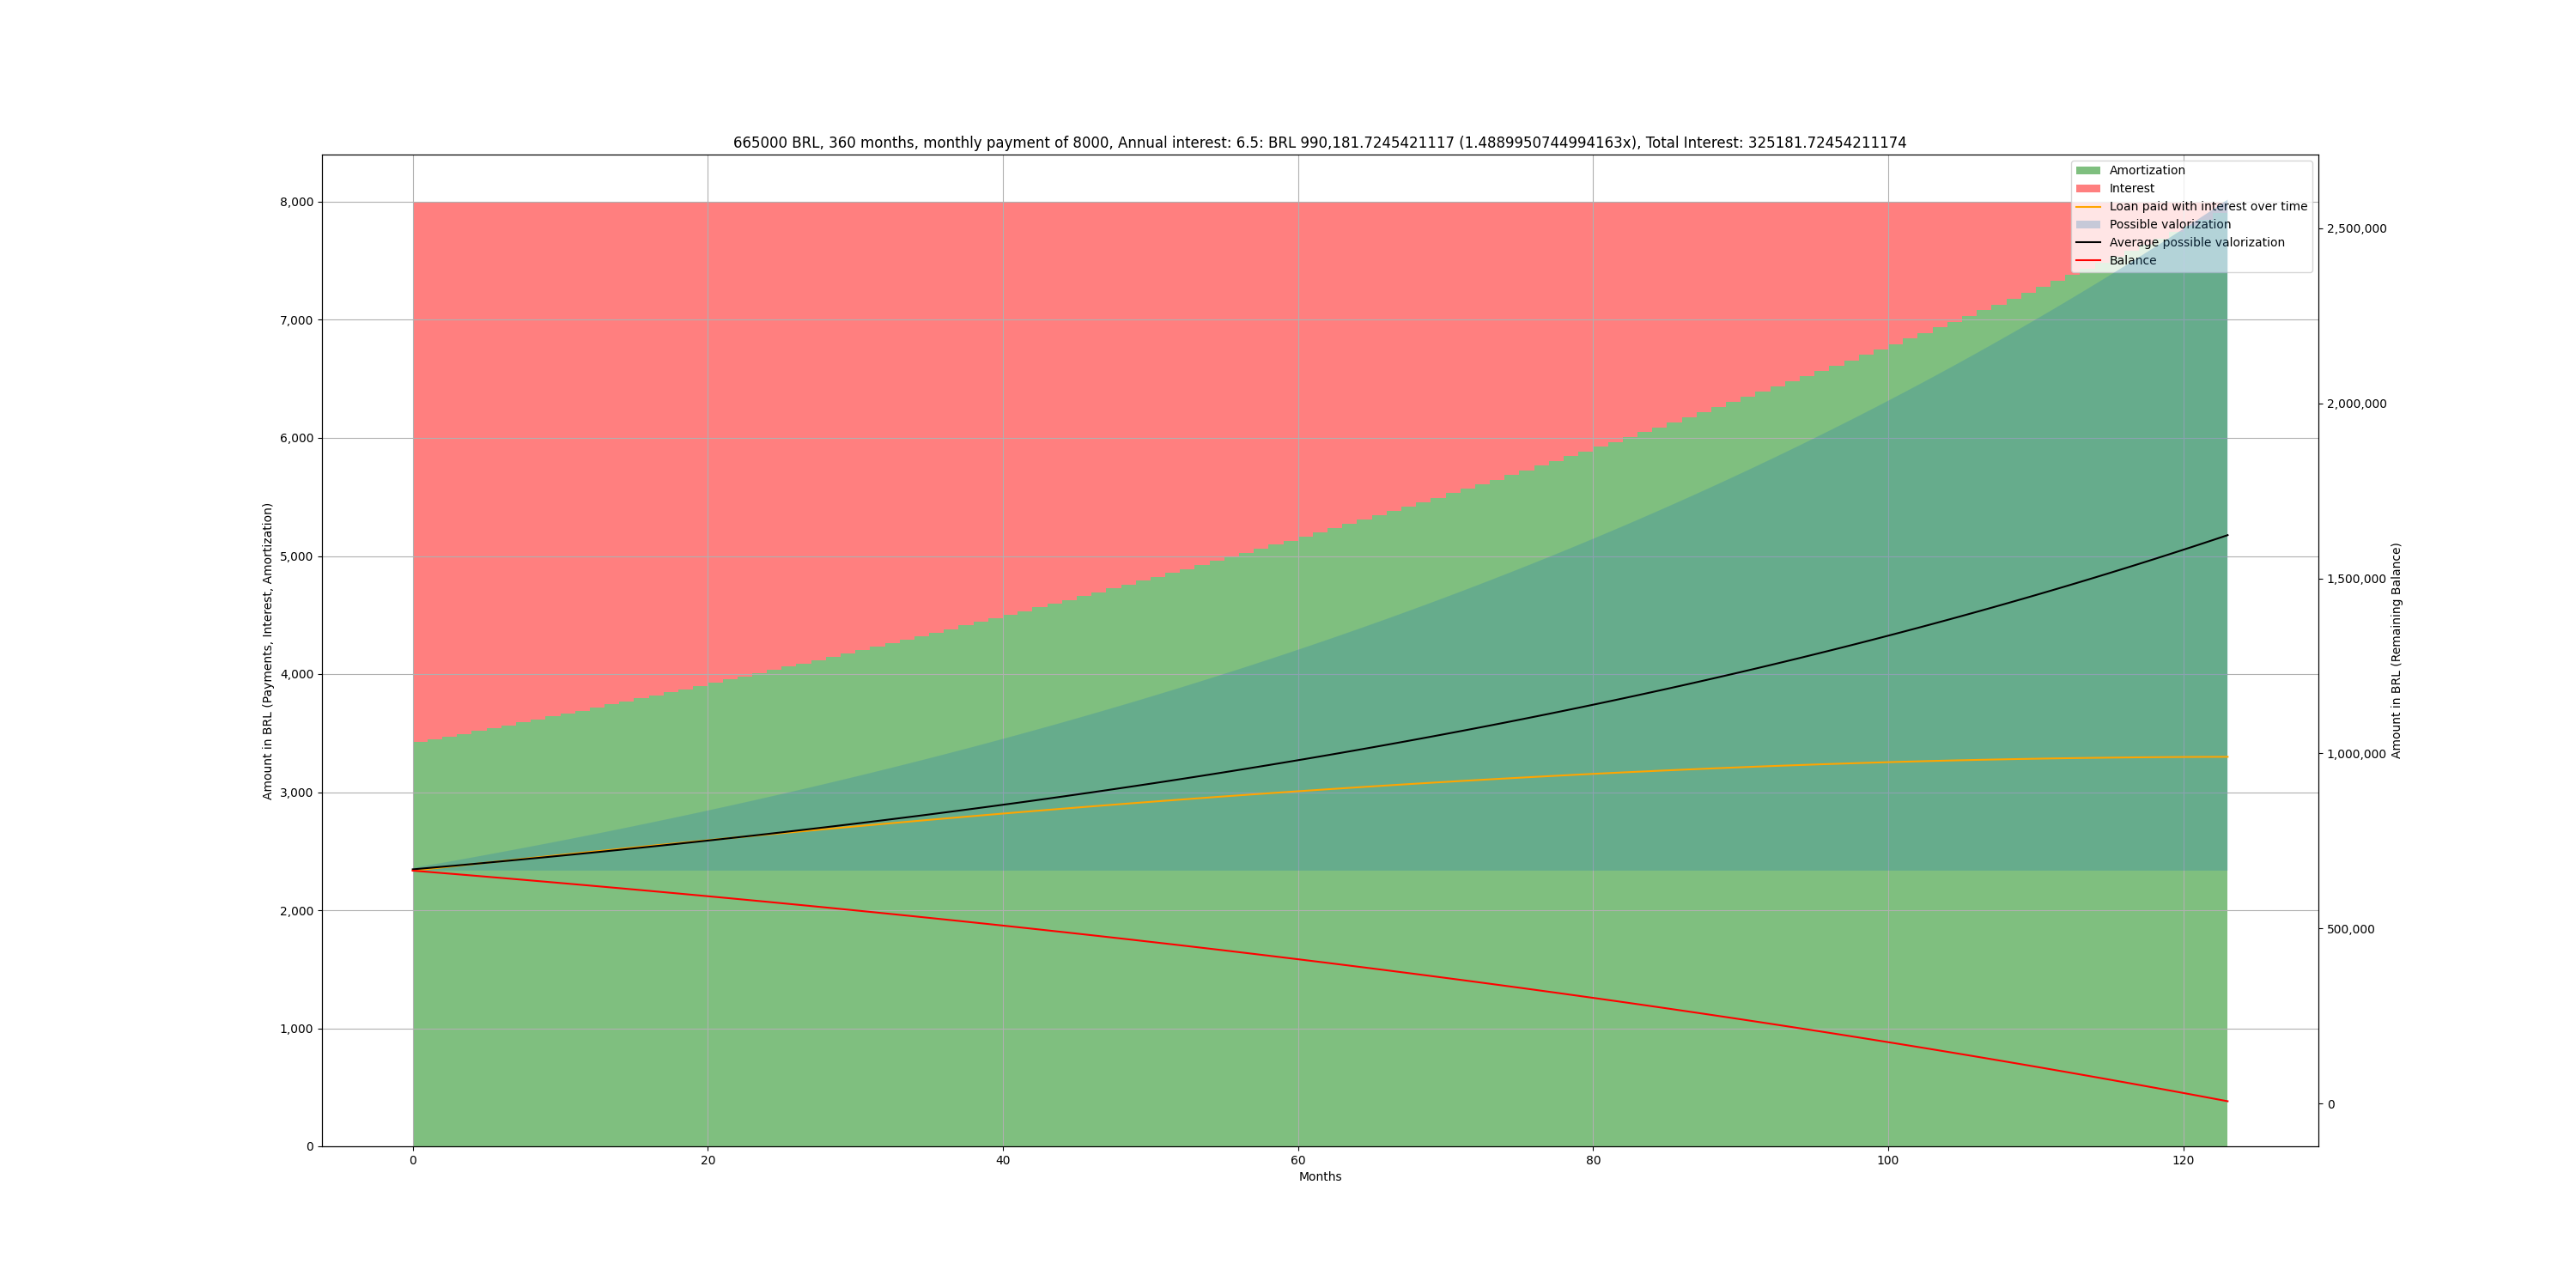 665000 BRL, 360 months, monthly payment of 8000, Annual interest: 6.5: BRL 990,181.7245421117 (1.4889950744994163x), Total Interest: 325181.72454211174
Amortization
Interest
Loan paid with interest over time
Possible valorization
Average possible valorization
Balance
8,000
7,000
6,000
5,000
4,000
3,000
2,000
1,000
0
Amount in BRL (Payments, Interest, Amortization)
2,500,000
2,000,000
1,500,000
1,000,000
500,000
0
Amount in BRL (Remaining Balance)
0
20
40
60
80
100
120
Months